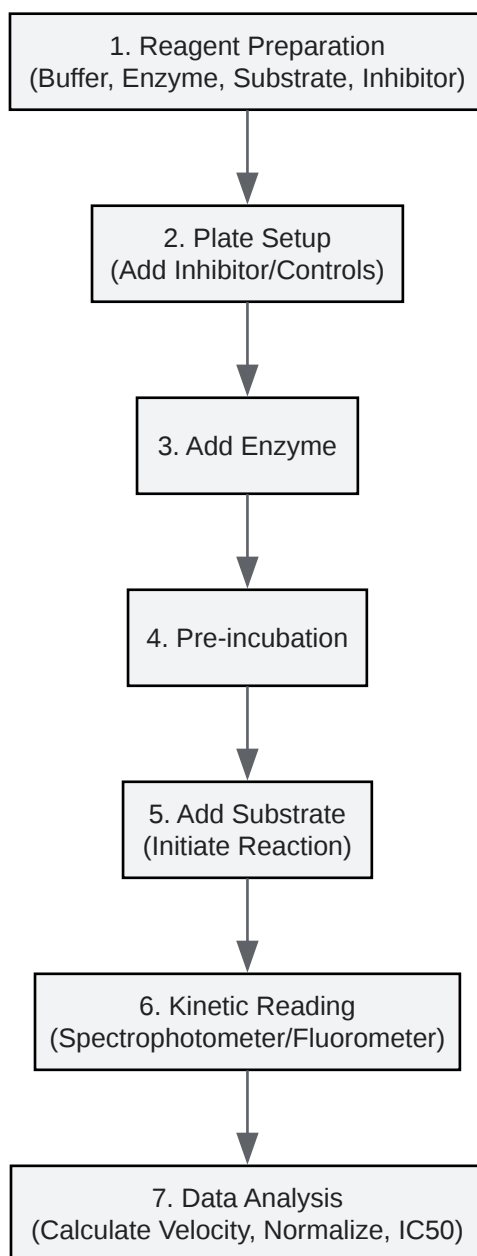 1. Reagent Preparation
(Buffer, Enzyme, Substrate, Inhibitor)
2. Plate Setup
(Add Inhibitor/Controls)
3. Add Enzyme
4. Pre-incubation
5. Add Substrate
(Initiate Reaction)
6. Kinetic Reading
(Spectrophotometer/Fluorometer)
7. Data Analysis
(Calculate Velocity, Normalize, IC50)